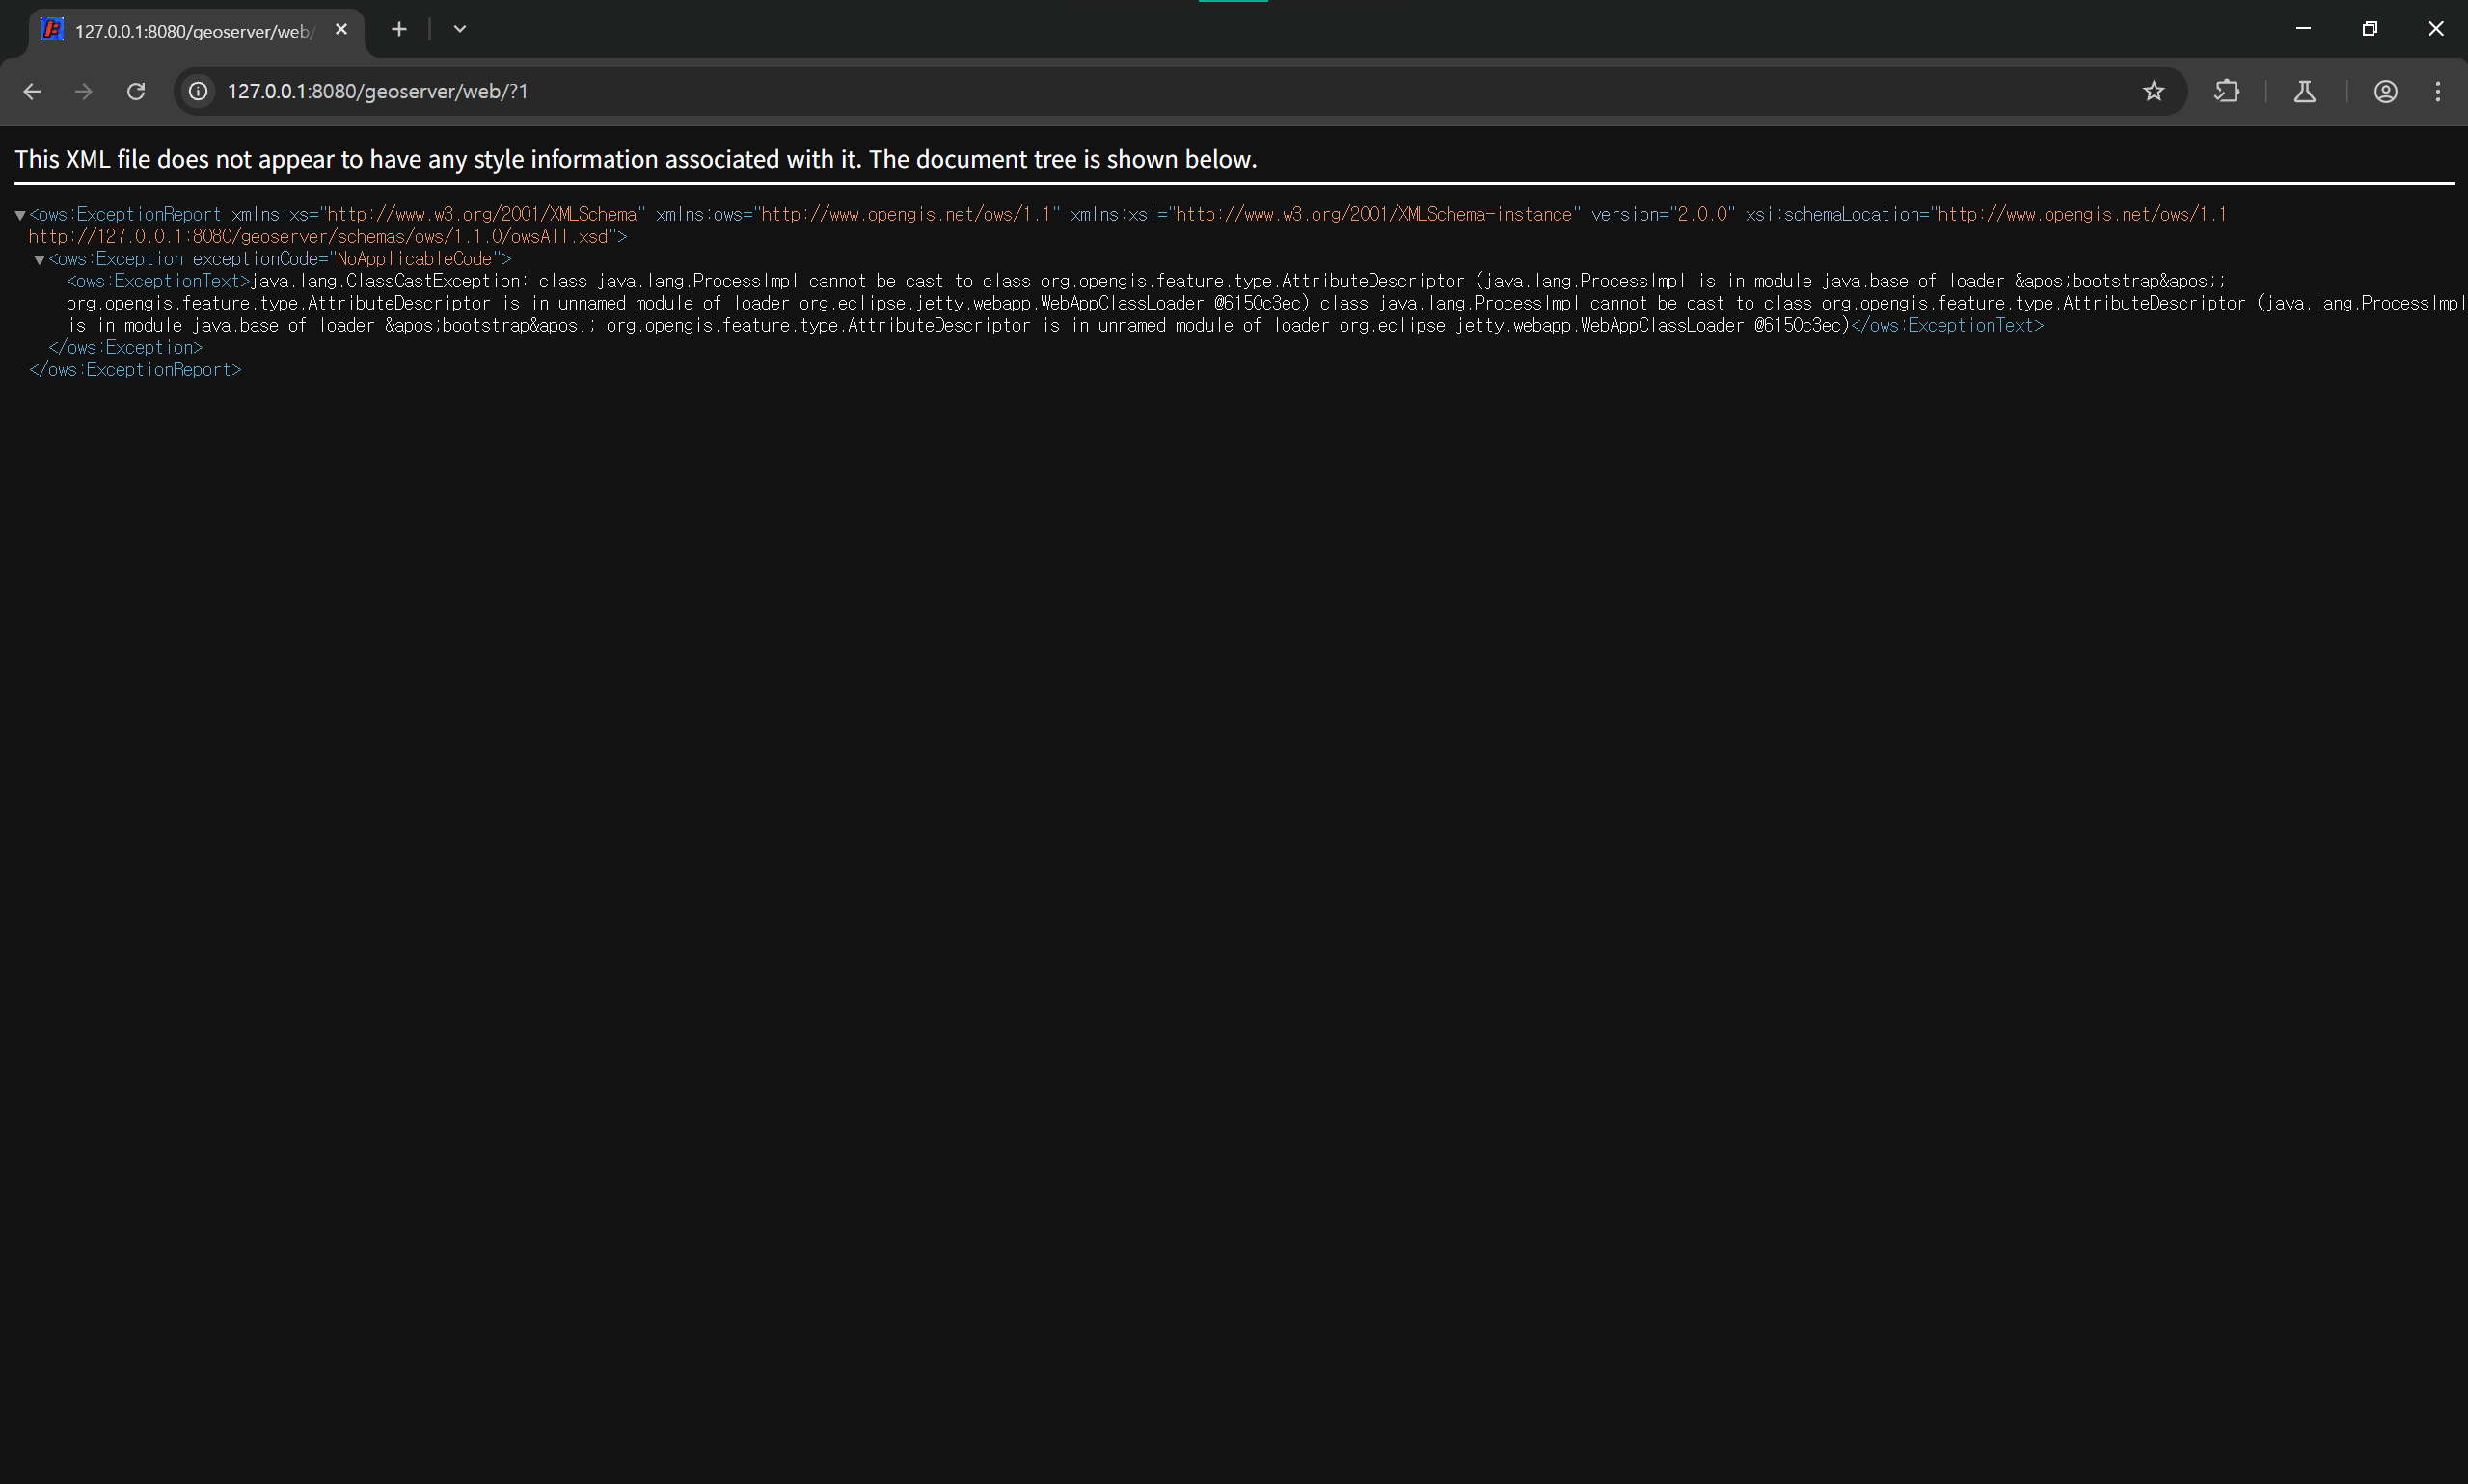 127.0.0.1:8080/geoserver/web/
127.0.0.1:8080/geoserver/web/?1
This XML file does not appear to have any style information associated with it. The document tree is shown below.
▼<ows:ExceptionReport xmlns:xs="http://www.w3.org/2001/XMLSchema" xmlns:ows="http://www.opengis.net/ows/1.1" xmlns:xsi="http://www.w3.org/2001/XMLSchema-instance" version="2.0.0" xsi:schemaLocation="http://www.opengis.net/ows/1.1
http://127.0.0.1:8080/geoserver/schemas/ows/1.1.0/owsAll.xsd">
▼<ows:Exception exceptionCode="NoApplicableCode">
<ows:ExceptionText>java.lang.ClassCastException: class java.lang.ProcessImpl cannot be cast to class org.opengis.feature.type.AttributeDescriptor (java.lang.ProcessImpl is in module java.base of loader &apos;bootstrap&apos;;
org.opengis.feature.type.AttributeDescriptor is in unnamed module of loader org.eclipse.jetty.webapp.WebAppClassLoader @6150c3ec) class java.lang.ProcessImpl cannot be cast to class org.opengis.feature.type.AttributeDescriptor (java.lang.ProcessImpl
is in module java.base of loader &apos;bootstrap&apos;; org.opengis.feature.type.AttributeDescriptor is in unnamed module of loader org.eclipse.jetty.webapp.WebAppClassLoader @6150c3ec)</ows:ExceptionText>
</ows:Exception>
</ows:ExceptionReport>